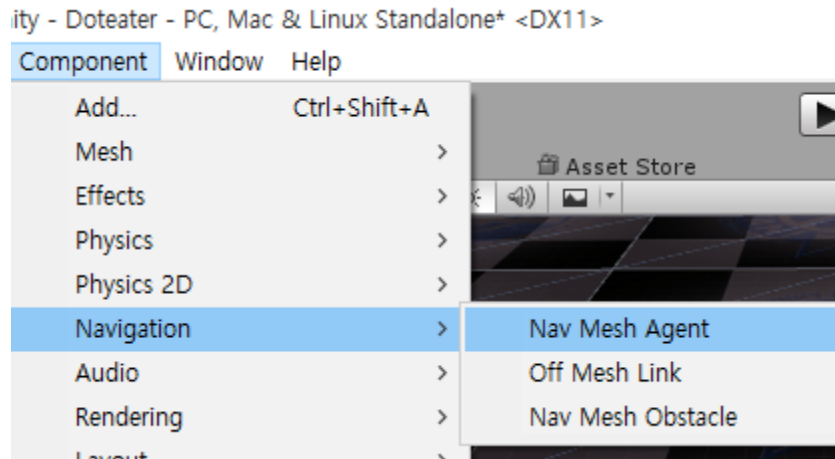 ity - Doteater - PC, Mac & Linux Standalone* <DX11>
Component Window Help
Add... Ctrl+Shift+A
Mesh
Asset Store
Effects
Physics
Physics 2D
Navigation
Nav Mesh Agent
Audio
Off Mesh Link
Rendering
Nav Mesh Obstacle
Layout